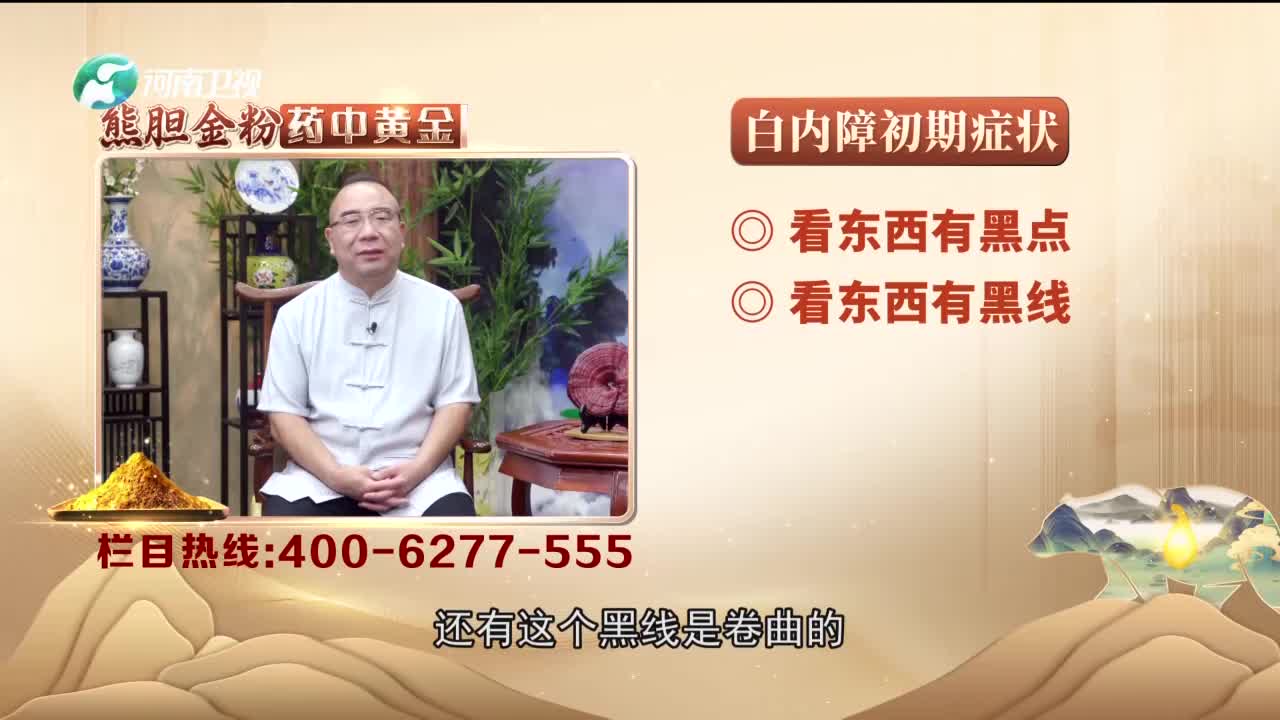 河南卫视
熊胆金粉药中黄金
白内障初期症状
◎ 看东西有黑点
◎ 看东西有黑线
栏目热线:400-6277-555
还有这个黑线是卷曲的